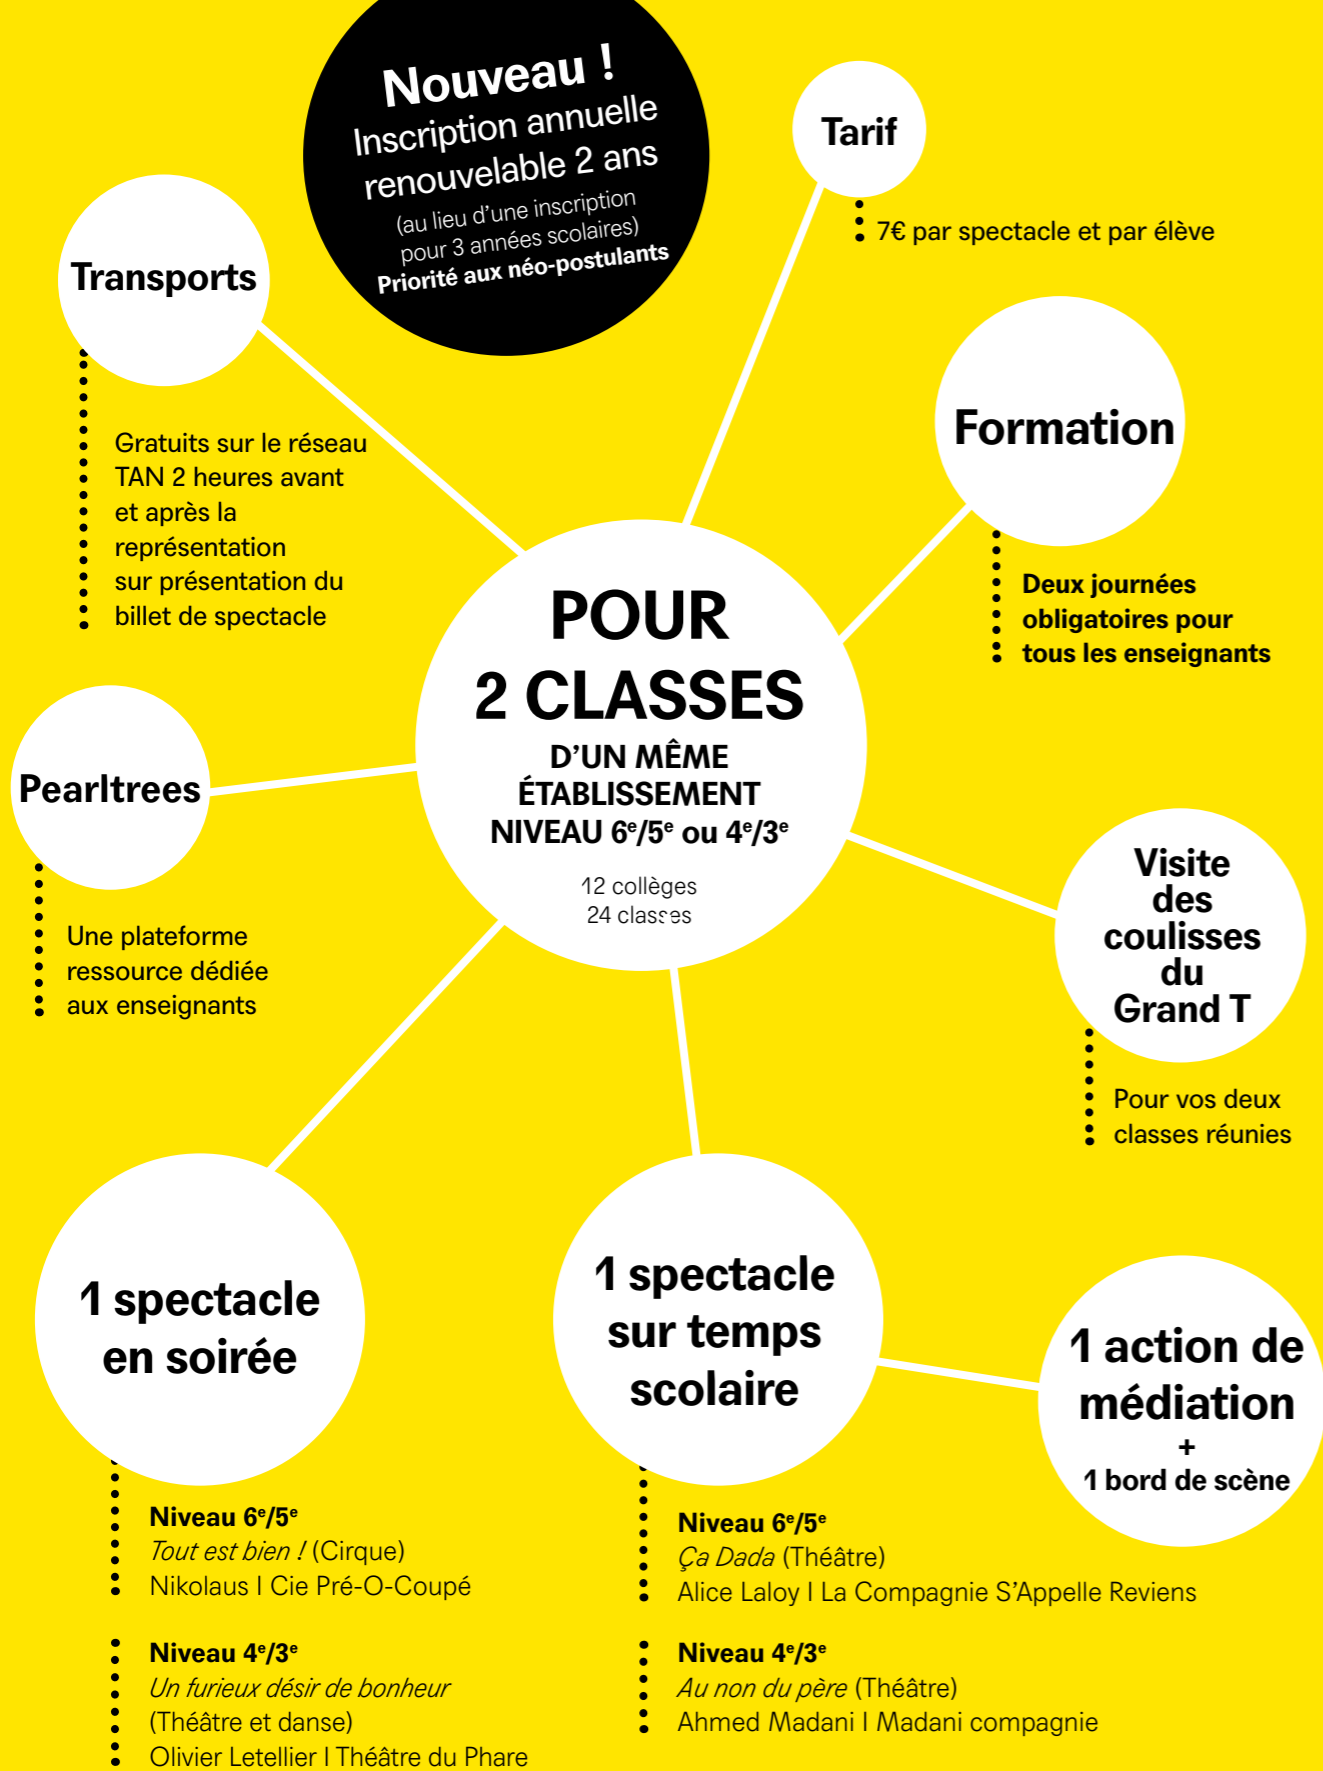 Nouveau !
Inscription annuelle
renouvelable 2 ans
(au lieu d'une inscription
pour 3 années scolaires)
Priorité aux néo-postulants
Tarif
7€ par spectacle et par élève
Transports
Gratuits sur le réseau
TAN 2 heures avant
et après la
représentation
sur présentation du
billet de spectacle
Formation
Deux journées
obligatoires pour
tous les enseignants
POUR
2 CLASSES
D'UN MÊME
ÉTABLISSEMENT
NIVEAU 6e/5e ou 4e/3e
12 collèges
24 classes
Pearltrees
Une plateforme
ressource dédiée
aux enseignants
Visite
des
coulisses
du
Grand T
Pour vos deux
classes réunies
1 spectacle
en soirée
Niveau 6e/5e
Tout est bien ! (Cirque)
Nikolaus I Cie Pré-O-Coupé
Niveau 4e/3e
Un furieux désir de bonheur
(Théâtre et danse)
Olivier Letellier I Théâtre du Phare
1 spectacle
sur temps
scolaire
Niveau 6e/5e
Ça Dada (Théâtre)
Alice Laloy I La Compagnie S'Appelle Reviens
Niveau 4e/3e
Au non du père (Théâtre)
Ahmed Madani I Madani compagnie
1 action de
médiation
+
1 bord de scène